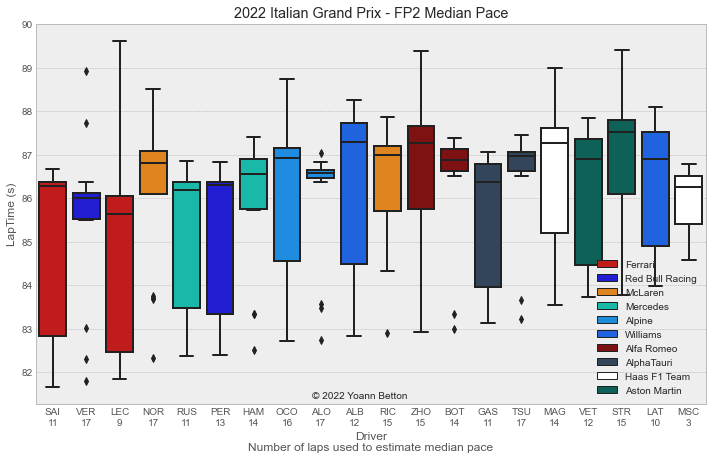 2022 Italian Grand Prix - FP2 Median Pace
90
89
88
87
86
85
84
83
82
LapTime (s)
Ferrari
Red Bull Racing
McLaren
Mercedes
Alpine
Williams
Alfa Romeo
AlphaTauri
Haas F1 Team
Aston Martin
© 2022 Yoann Betton
SAI VER LEC NOR RUS PER HAM OCO ALO ALB RIC ZHO BOT GAS TSU MAG VET STR LAT MSC
11 17 9 17 11 13 14 16 17 12 15 15 14 11 17 14 12 15 10 3
Driver
Number of laps used to estimate median pace